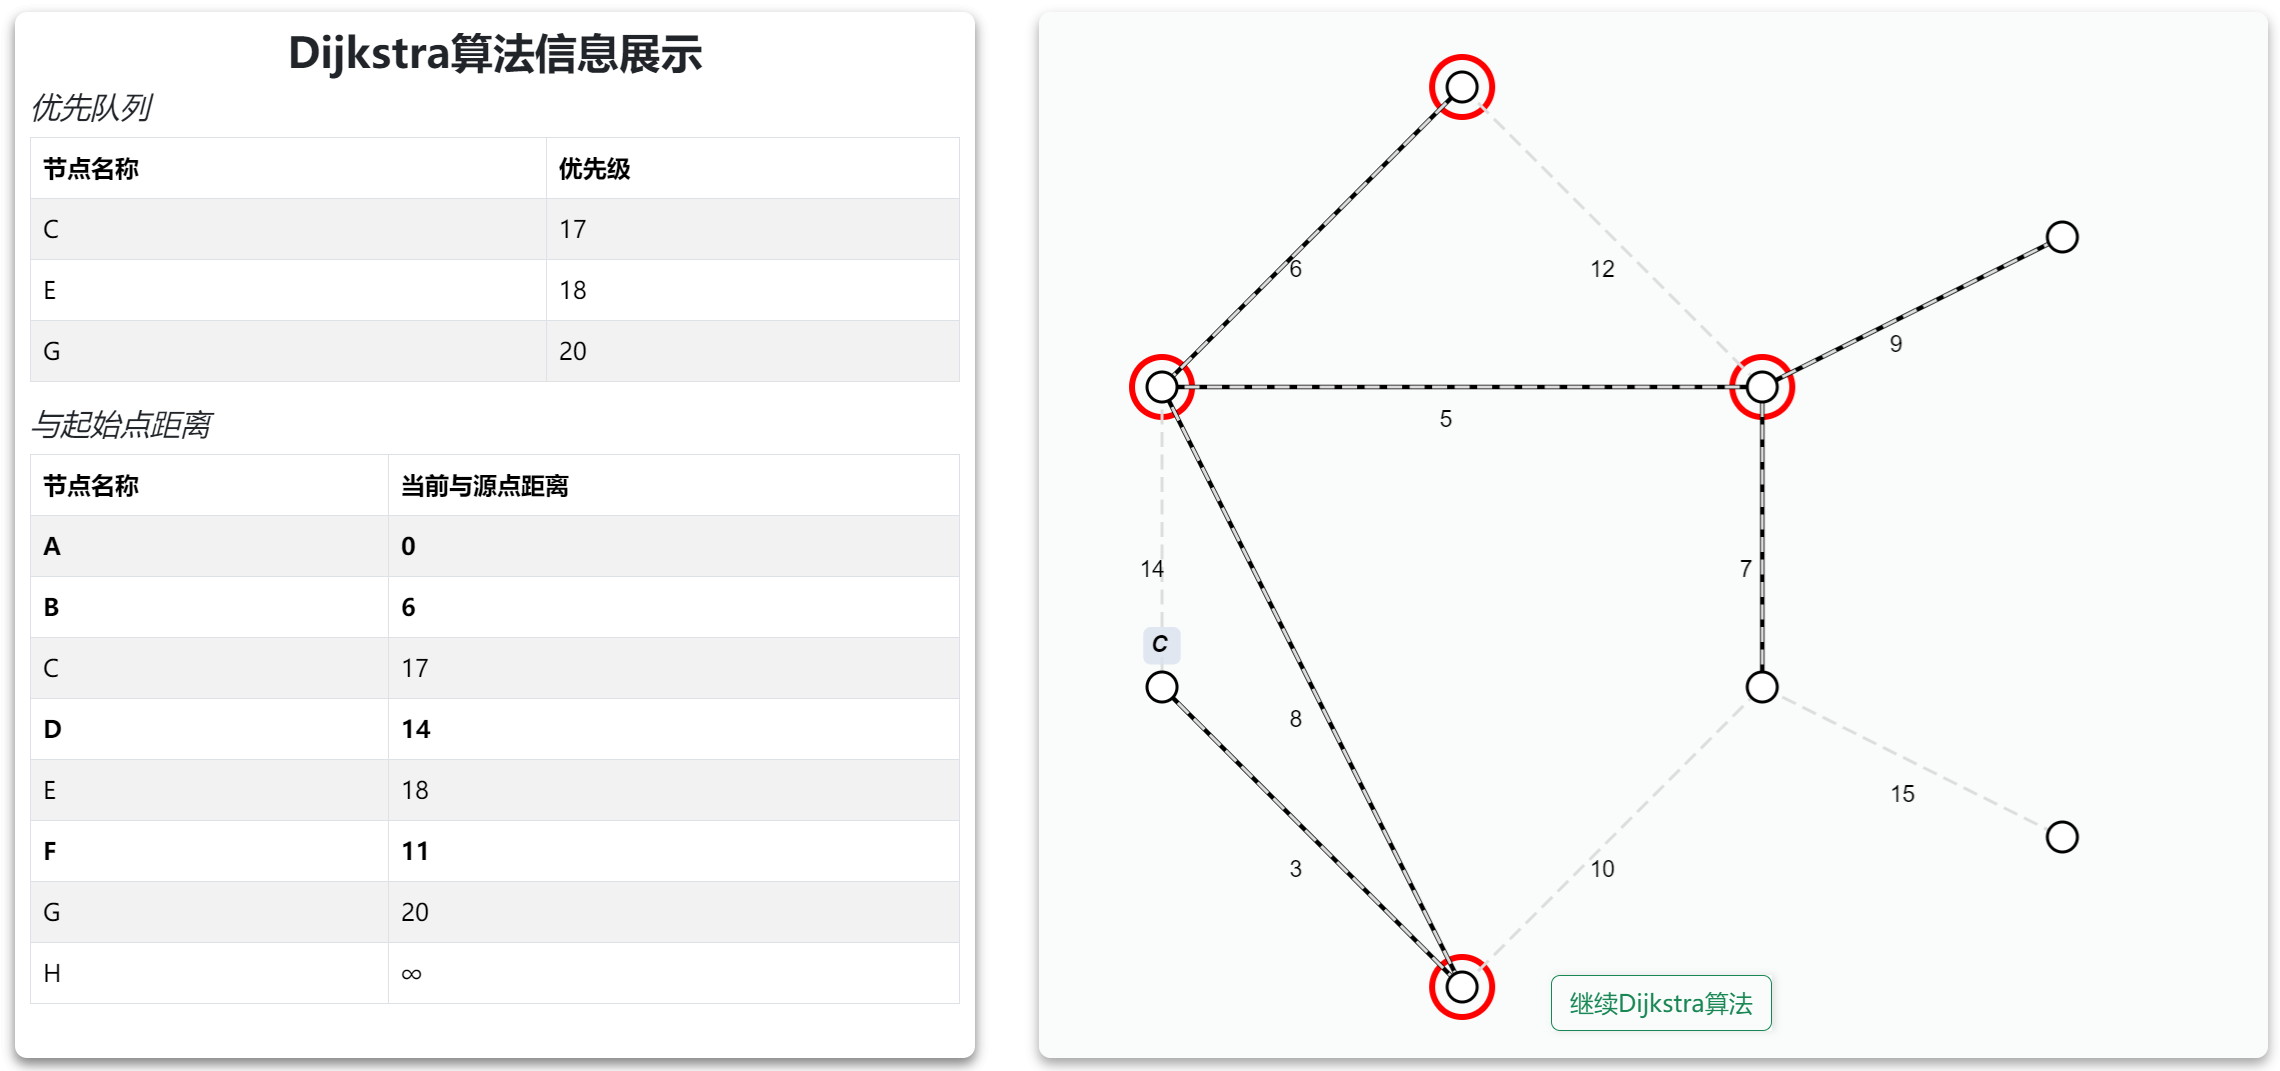 Dijkstra算法信息展示
优先队列
节点名称 优先级
C 17
E 18
G 20
与起始点距离
节点名称 当前与源点距离
A 0
B 6
C 17
D 14
E 18
F 11
G 20
H ∞
6
12
9
5
14
7
C
8
15
3
10
继续Dijkstra算法